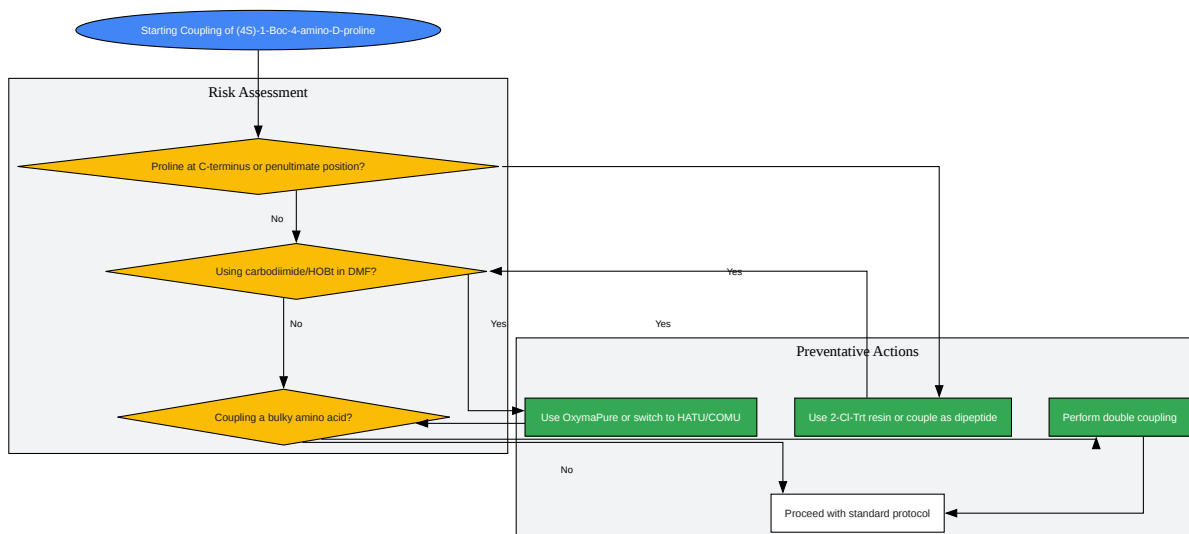 Starting Coupling of (4S)-1-Boc-4-amino-D-proline
Risk Assessment
Proline at C-terminus or penultimate position?
No
Using carbodiimide/HOBt in DMF?
Yes
No
Yes
Yes
Preventative Actions
Coupling a bulky amino acid?
Use OxymaPure or switch to HATU/COMU
Use 2-Cl-Trt resin or couple as dipeptide
Perform double coupling
No
Proceed with standard protocol